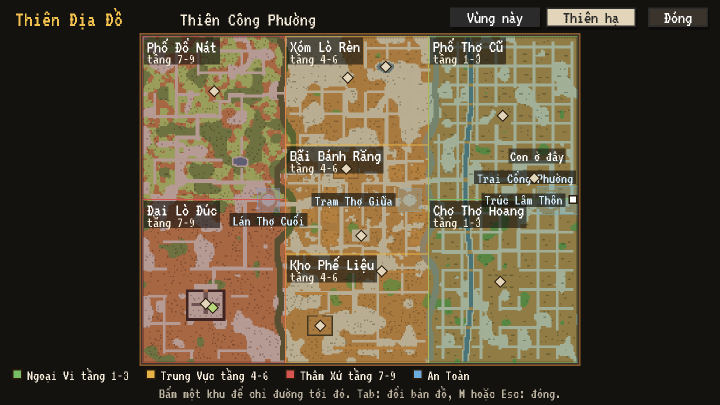 Thiên Địa Đồ
Thiên Công Phường
Vùng này
Thiên hạ
Đóng
Phố Đổ Nát
tầng 7-9
Xóm Lò Rèn
tầng 4-6
Phố Thợ Cũ
tầng 1-3
Bãi Bánh Răng
tầng 4-6
Con ở đây
Trại Công Phường
Trạm Thợ Giữa
Trúc Lâm Thôn
Đại Lò Đúc
tầng 7-9
Lán Thợ Cuối
Chợ Thợ Hoang
tầng 1-3
Kho Phế Liệu
tầng 4-6
Ngoại Vi tầng 1-3
Trung Vực tầng 4-6
Thâm Xứ tầng 7-9
An Toàn
Bấm một khu để chỉ đường tới đó. Tab: đổi bản đồ, M hoặc Esc: đóng.